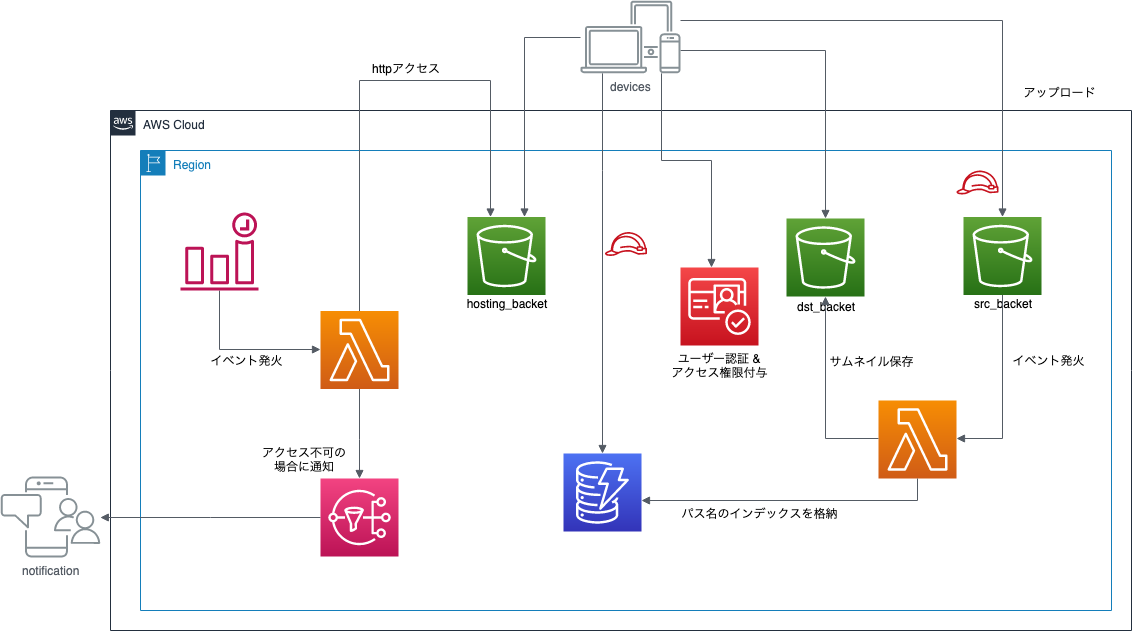 devices
httpアクセス
アップロード
aws
AWS Cloud
Region
hosting_backet
dst_backet
src_backet
イベント発火
ユーザー認証 &
アクセス権限付与
サムネイル保存
イベント発火
アクセス不可の
場合に通知
パス名のインデックスを格納
notification